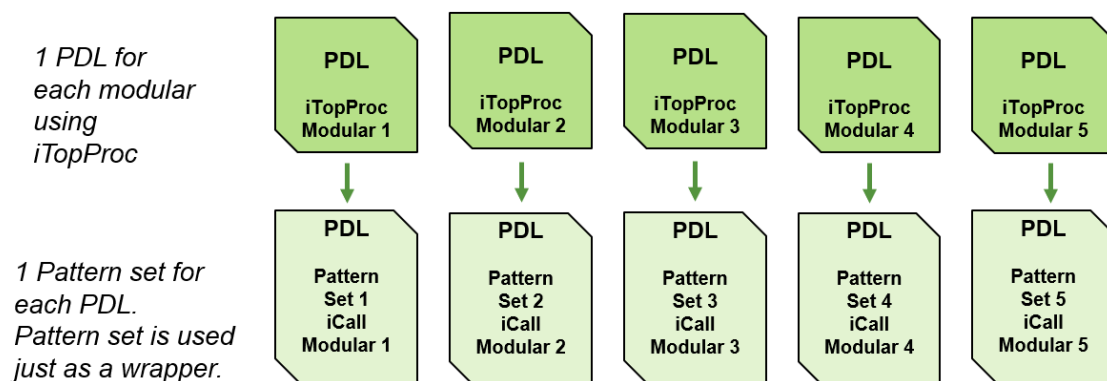 1 PDL for
each modular
using
iTopProc
PDL
iTopProc
Modular 1
PDL
iTopProc
Modular 2
PDL
iTopProc
Modular 3
PDL
iTopProc
Modular 4
PDL
iTopProc
Modular 5
1 Pattern set for
each PDL.
Pattern set is used
just as a wrapper.
PDL
Pattern
Set 1
iCall
Modular 1
PDL
Pattern
Set 2
iCall
Modular 2
PDL
Pattern
Set 3
iCall
Modular 3
PDL
Pattern
Set 4
iCall
Modular 4
PDL
Pattern
Set 5
iCall
Modular 5